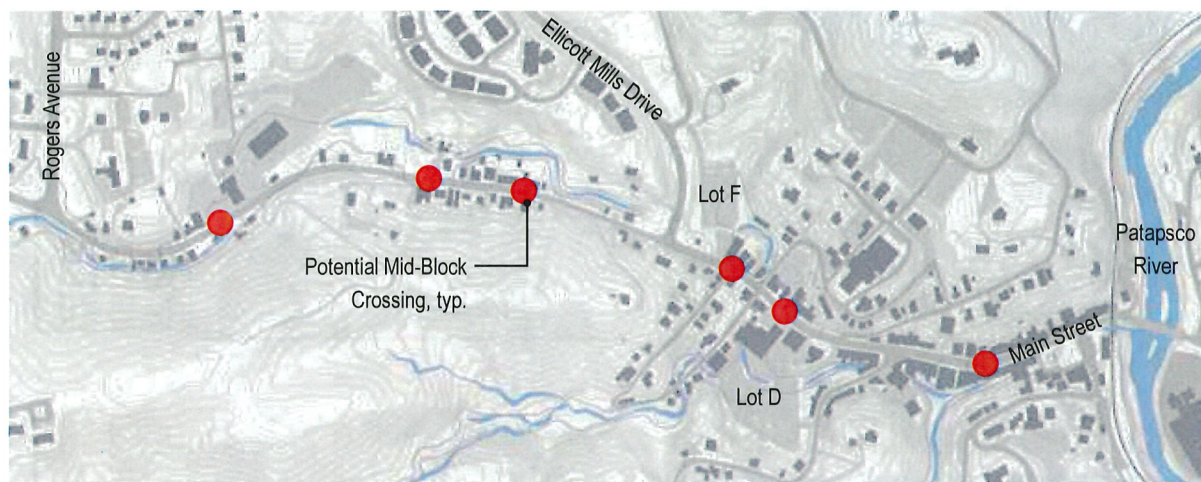 Rogers Avenue
Ellicott Mills Drive
Lot F
Patapsco
River
Potential Mid-Block
Crossing, typ.
Main Street
Lot D